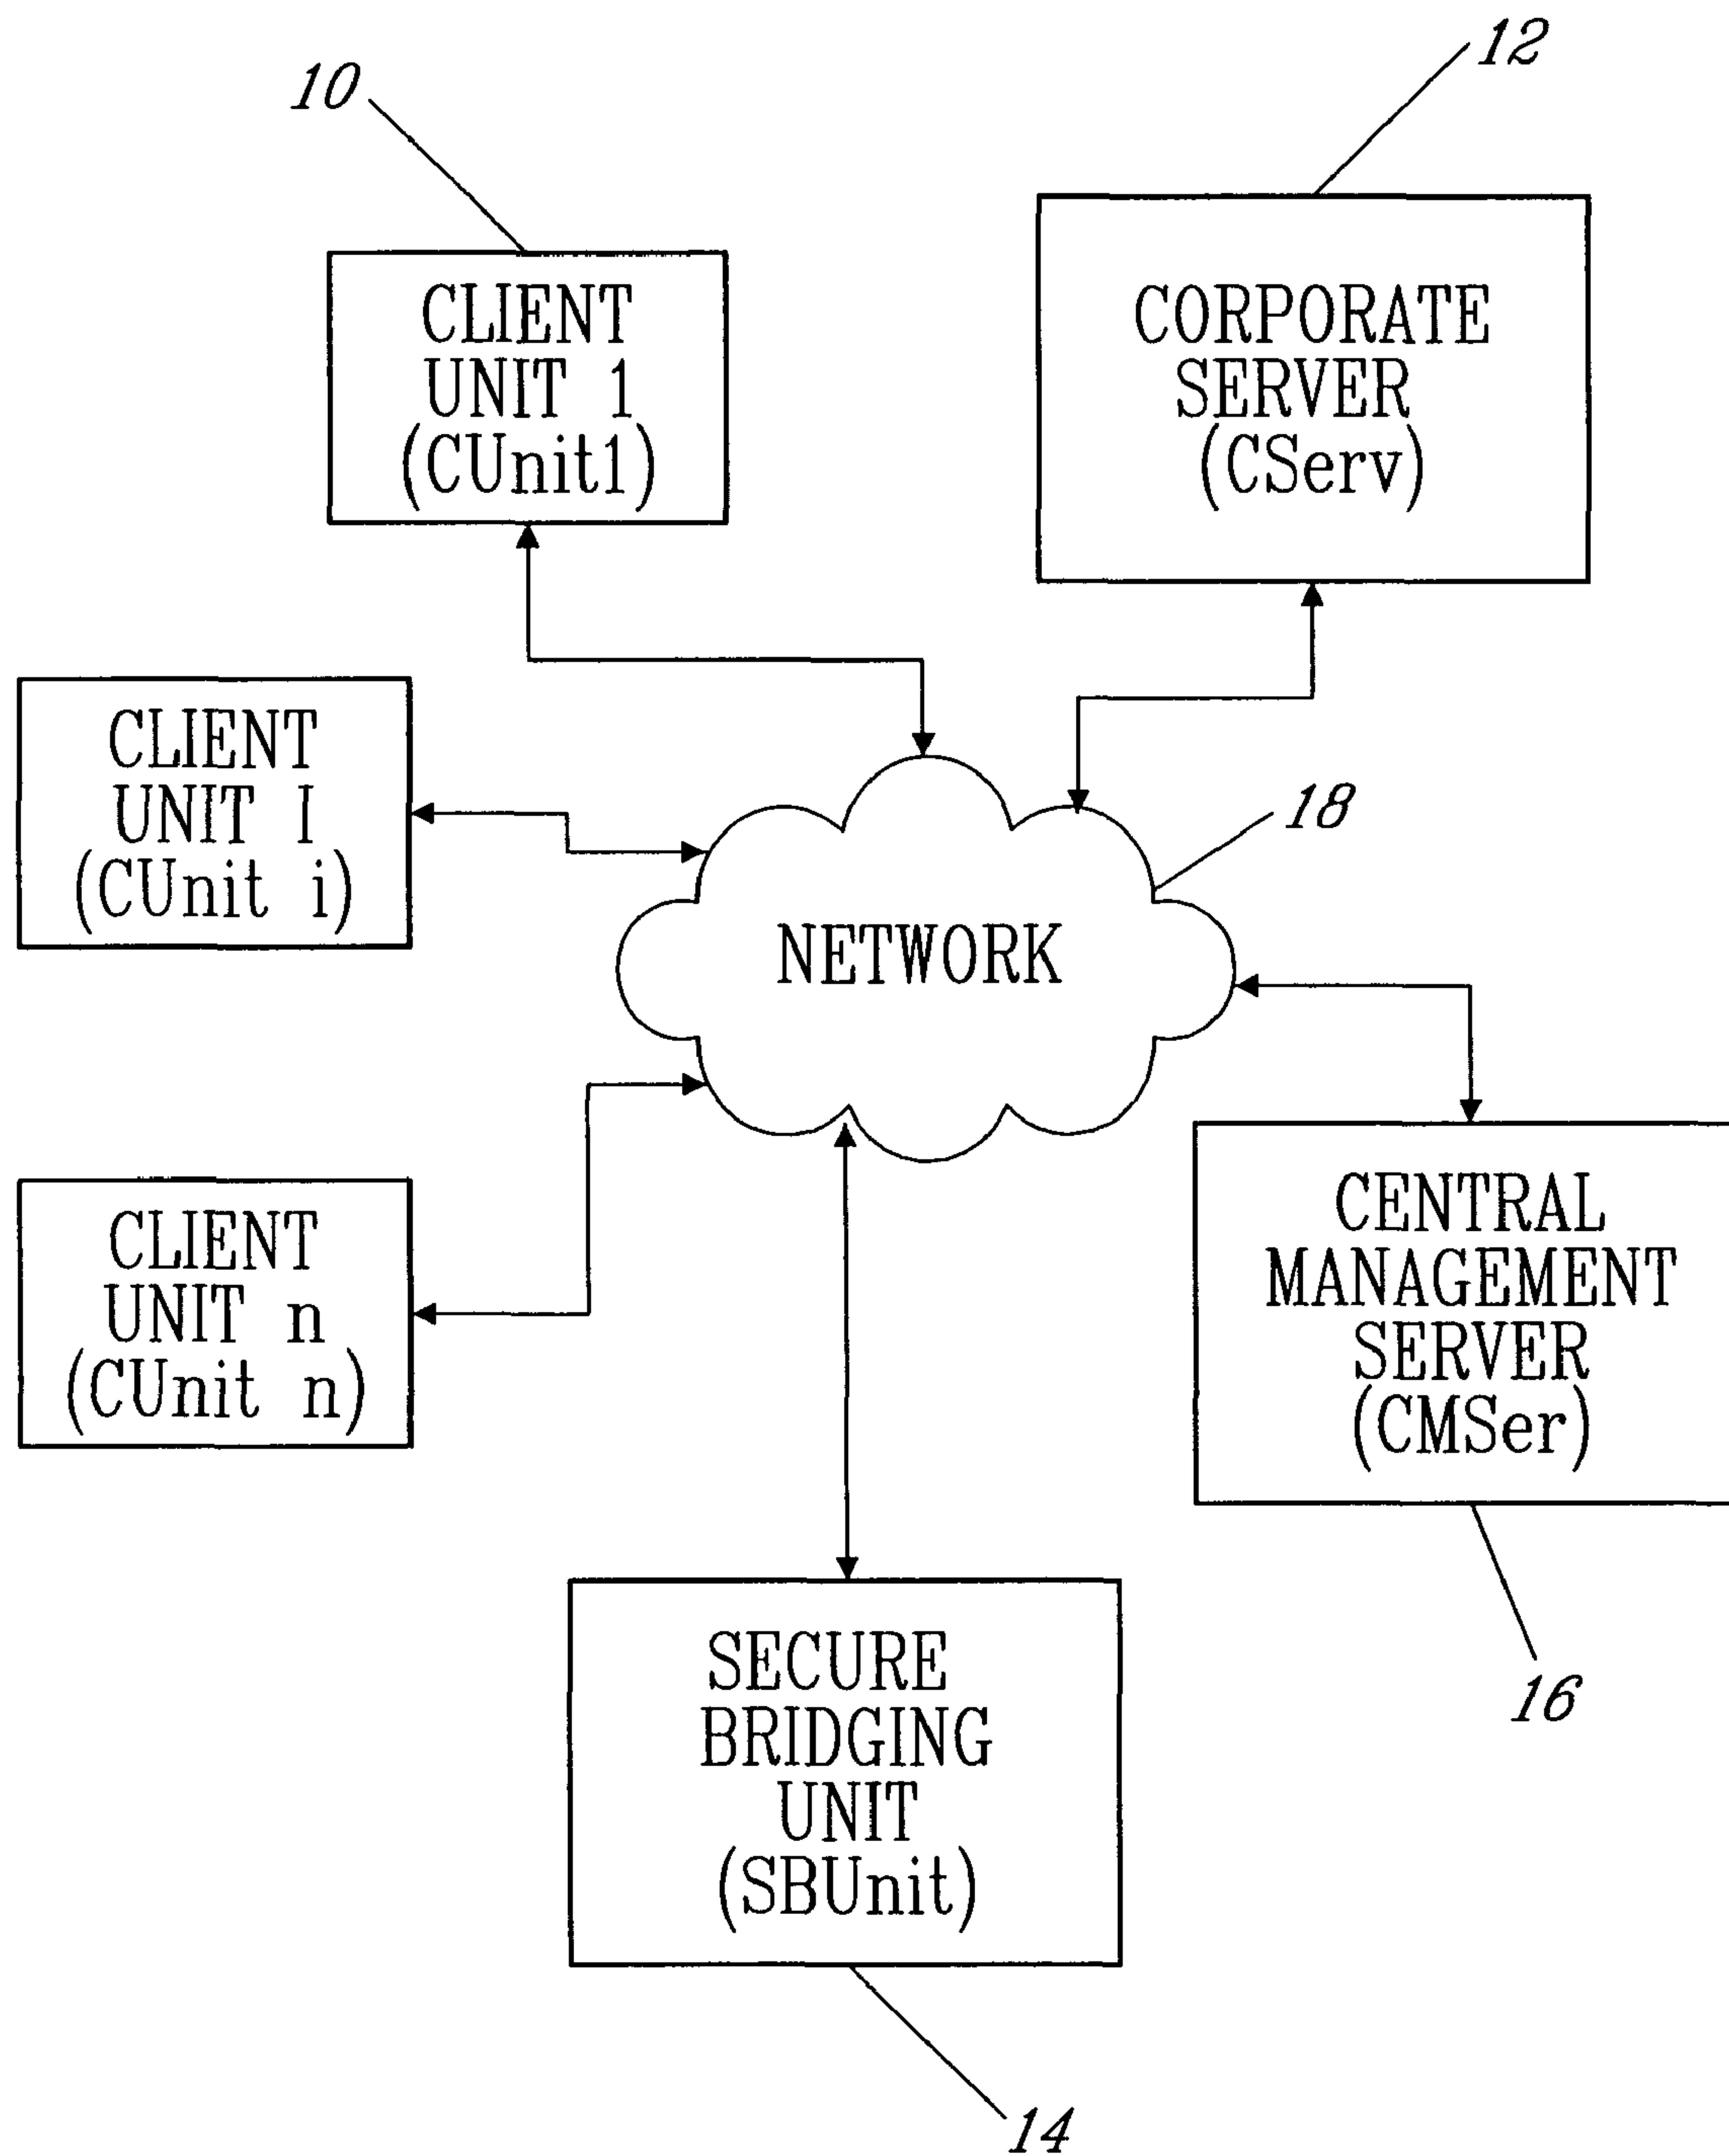 12
10
CLIENT
UNIT 1
(CUnit1)
CORPORATE
SERVER
(CServ)
CLIENT
UNIT I
(CUnit i)
18
NETWORK
CLIENT
UNIT n
(CUnit n)
CENTRAL
MANAGEMENT
SERVER
(CMSer)
SECURE
BRIDGING
UNIT
(SBUnit)
16
14